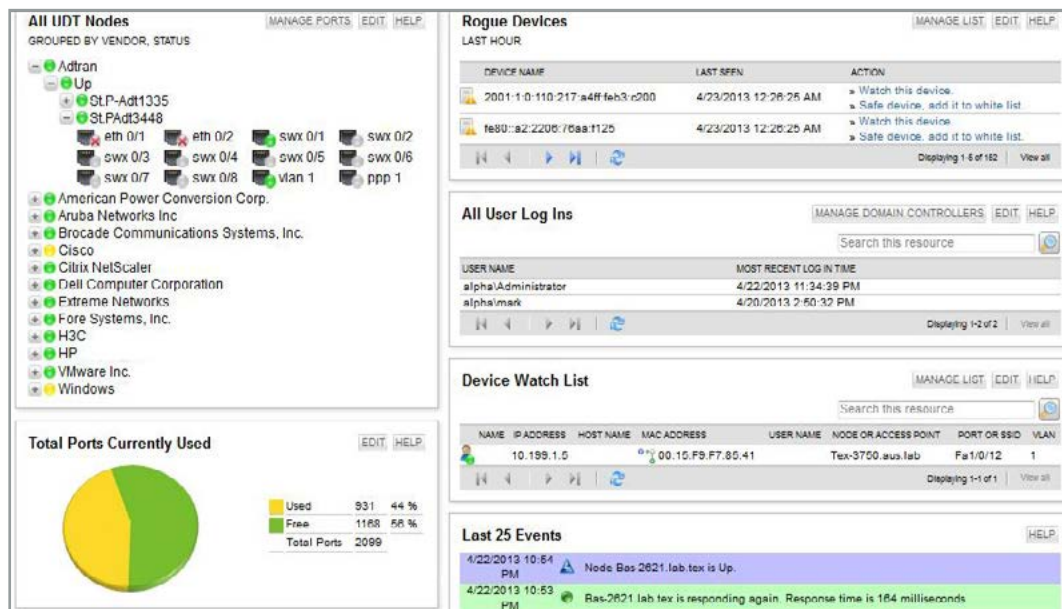 All UDT Nodes
MANAGE PORTS EDIT HELP
GROUPED BY VENDOR, STATUS
Adtran
Up
St.P-Adt1335
St.PAdt3448
eth 0/1 eth 0/2 swx 0/1 swx 0/2
swx 0/3 swx 0/4 swx 0/5 swx 0/6
swx 0/7 swx 0/8 vlan 1 ppp 1
American Power Conversion Corp.
Aruba Networks Inc
Brocade Communications Systems, Inc.
Cisco
Citrix NetScaler
Dell Computer Corporation
Extreme Networks
Fore Systems, Inc.
H3C
HP
VMware Inc.
Windows
Total Ports Currently Used
EDIT HELP
Used 931 44 %
Free 1168 56 %
Total Ports 2099
Rogue Devices
MANAGE LIST EDIT HELP
LAST HOUR
DEVICE NAME LAST SEEN ACTION
2001:1:0:110:217:a4ff:feb3:c200 4/23/2013 12:26:25 AM » Watch this device.
» Safe device, add it to white list.
fe80::a2:2206:76aa:f125 4/23/2013 12:26:25 AM » Watch this device.
» Safe device, add it to white list.
Displaying 1-5 of 152 View all
All User Log Ins
MANAGE DOMAIN CONTROLLERS EDIT HELP
Search this resource
USER NAME MOST RECENT LOG IN TIME
alpha\Administrator 4/22/2013 11:34:39 PM
alpha\mark 4/20/2013 2:50:32 PM
Displaying 1-2 of 2 View all
Device Watch List
MANAGE LIST EDIT HELP
Search this resource
NAME IP ADDRESS HOST NAME MAC ADDRESS USER NAME NODE OR ACCESS POINT PORT OR SSID VLAN
10.199.1.5 00:15:F9:F7:85:41 Tex-3750.aus.lab Fa1/0/12 1
Displaying 1-1 of 1 View all
Last 25 Events
HELP
4/22/2013 10:54 PM Node Bas-2621.lab.tex is Up.
4/22/2013 10:53 PM Bas-2621.lab.tex is responding again. Response time is 164 milliseconds